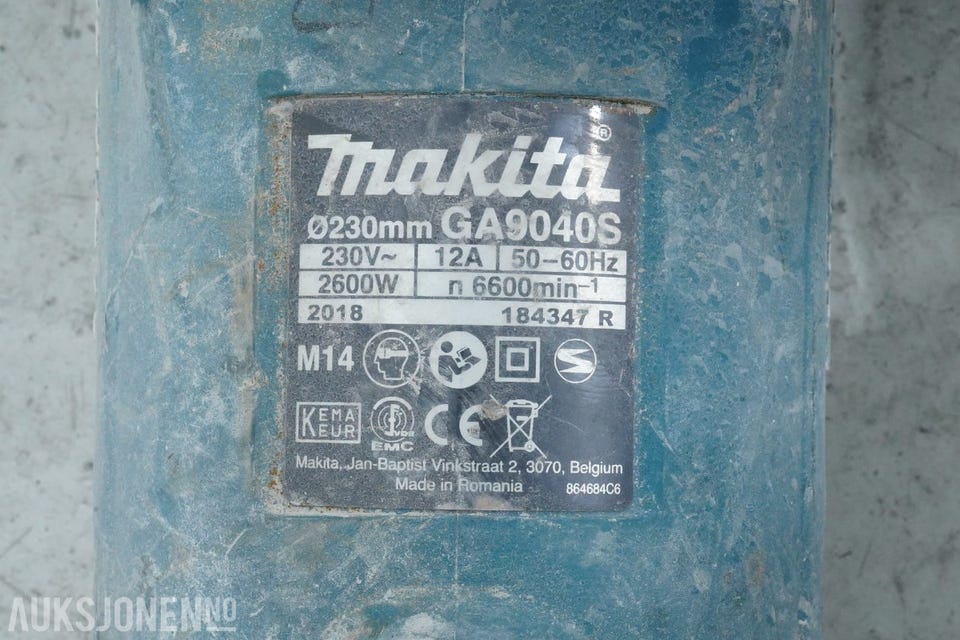 makita®
Ø230mm GA9040S
230V~ 12A 50-60Hz
2600W n 6600min⁻¹
2018 184347 R
M14
KEMA
KEUR
VDE
EMC
CE
Makita, Jan-Baptist Vinkstraat 2, 3070, Belgium
Made in Romania 864684C6
AUKSJONEN.NO